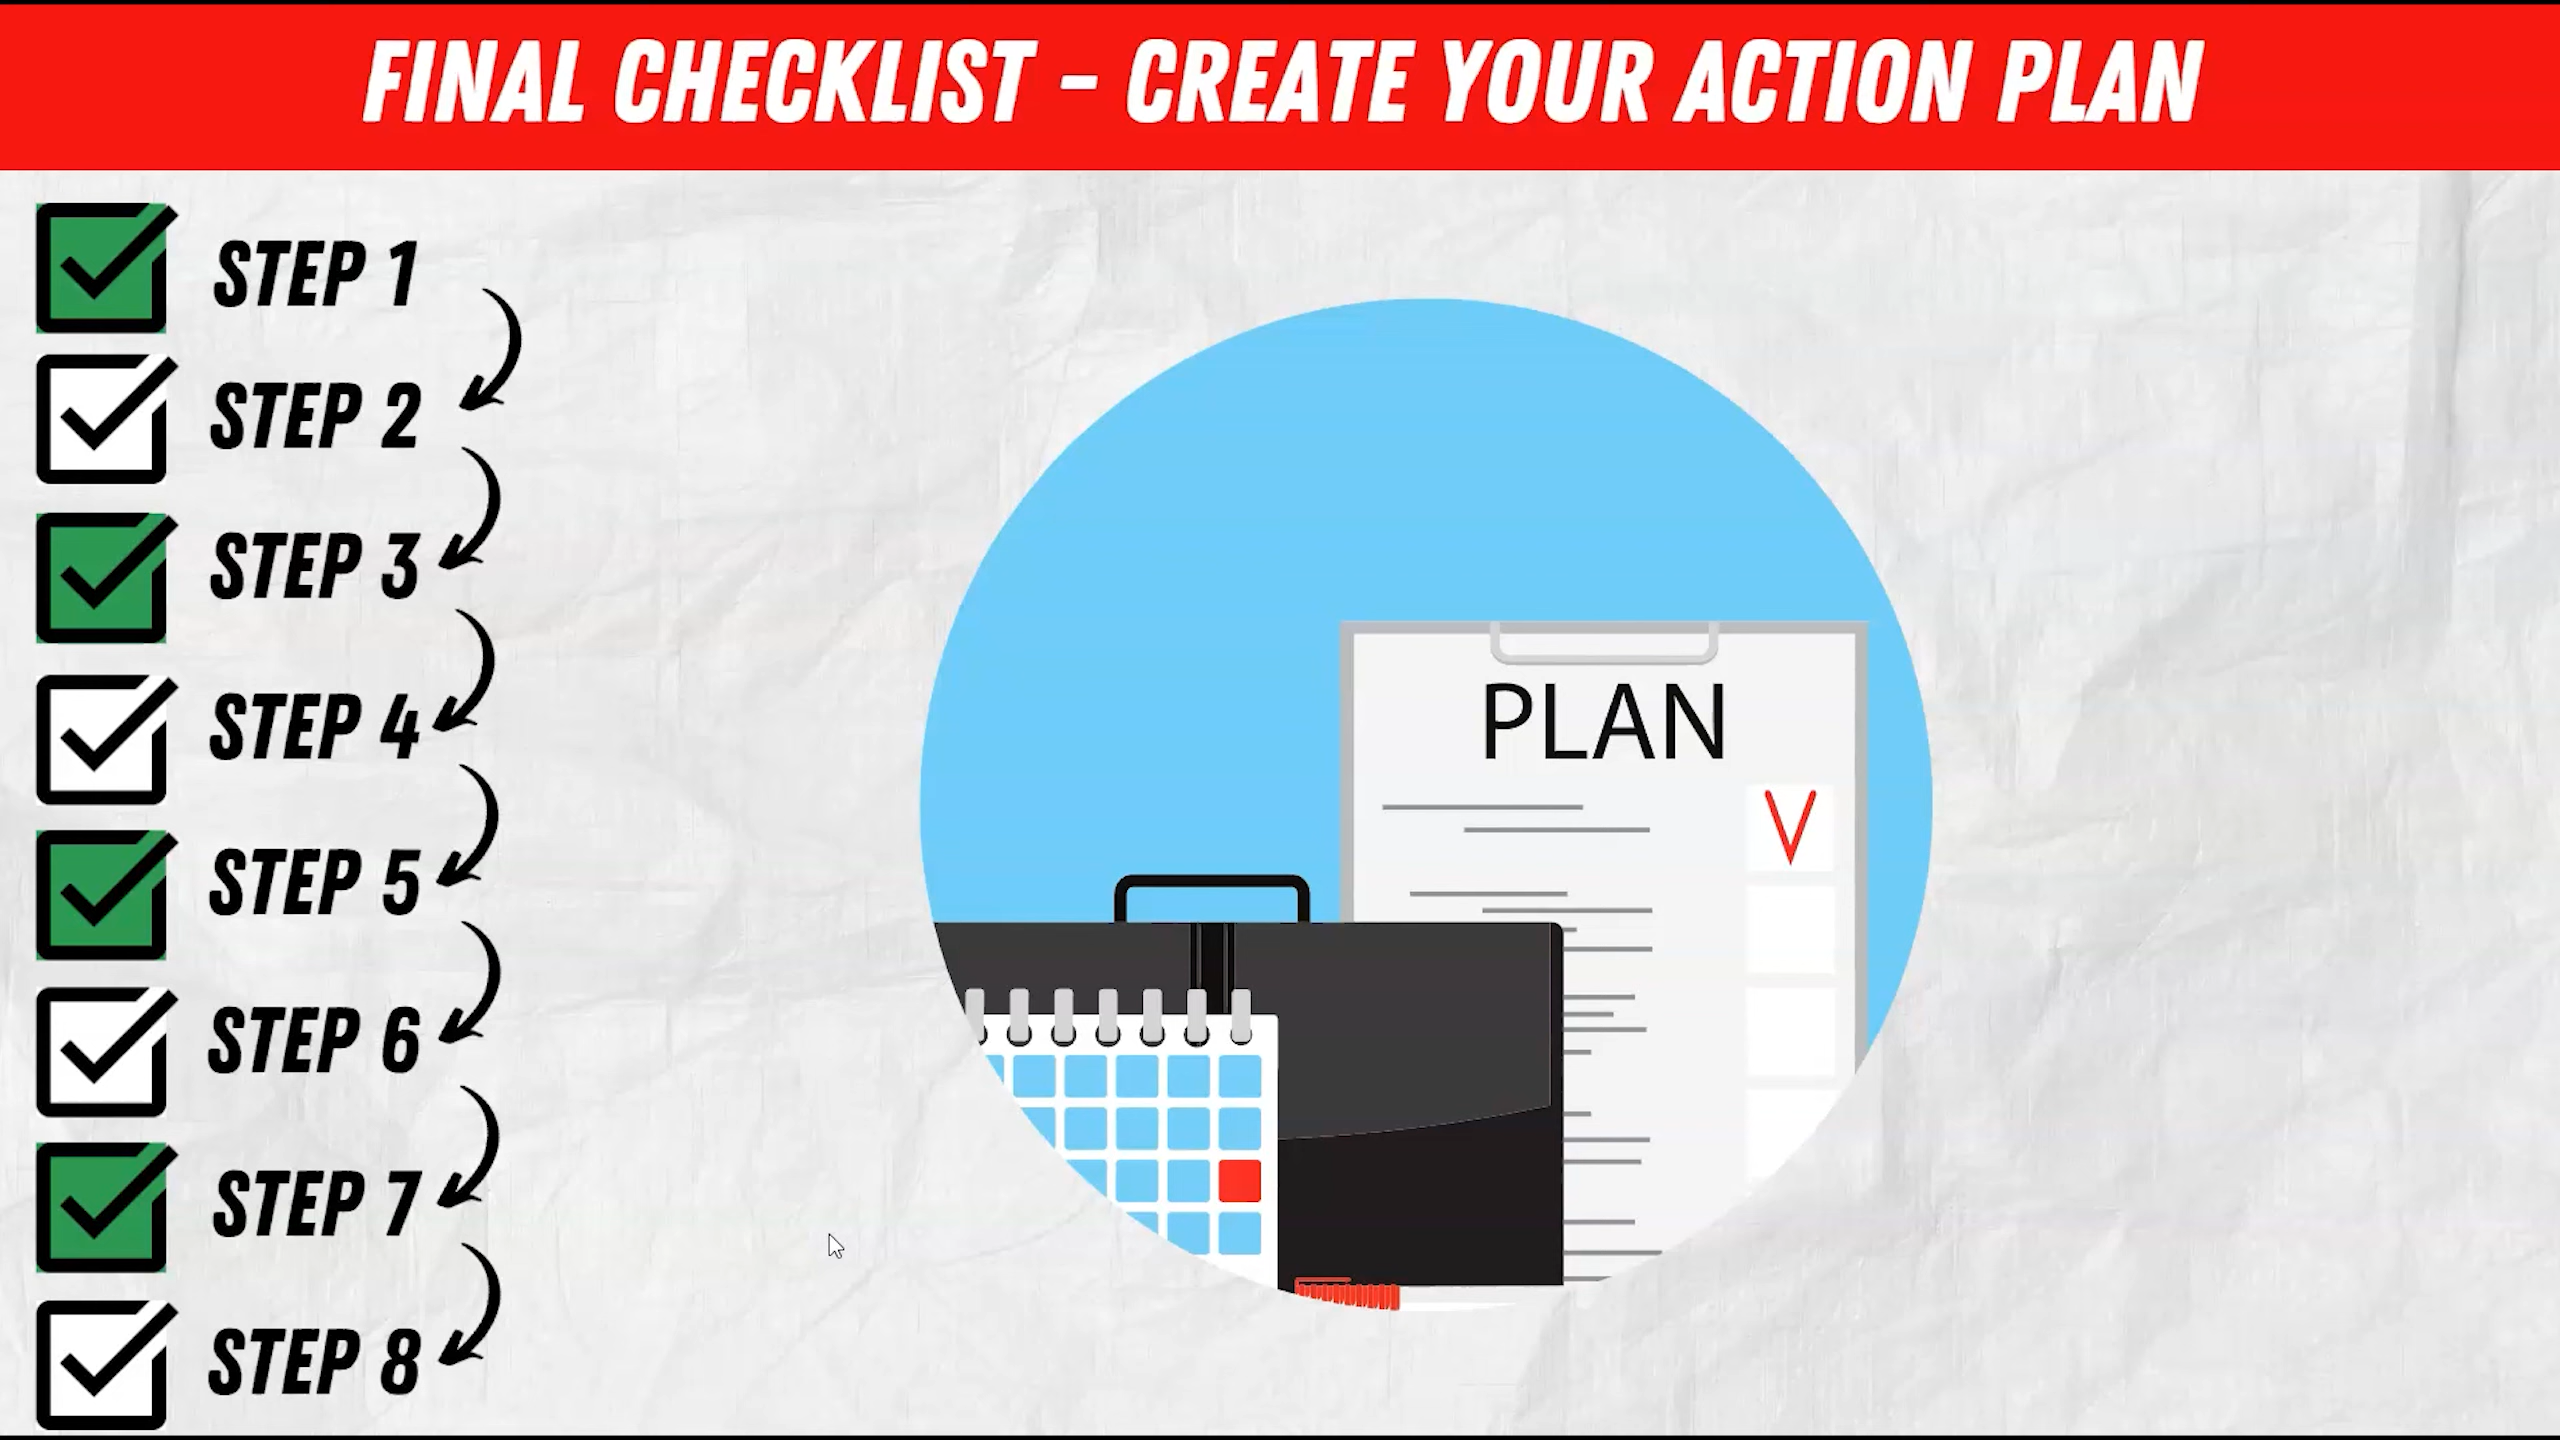 FINAL CHECKLIST - CREATE YOUR ACTION PLAN
STEP 1
STEP 2
STEP 3
STEP 4
STEP 5
STEP 6
STEP 7
STEP 8
PLAN